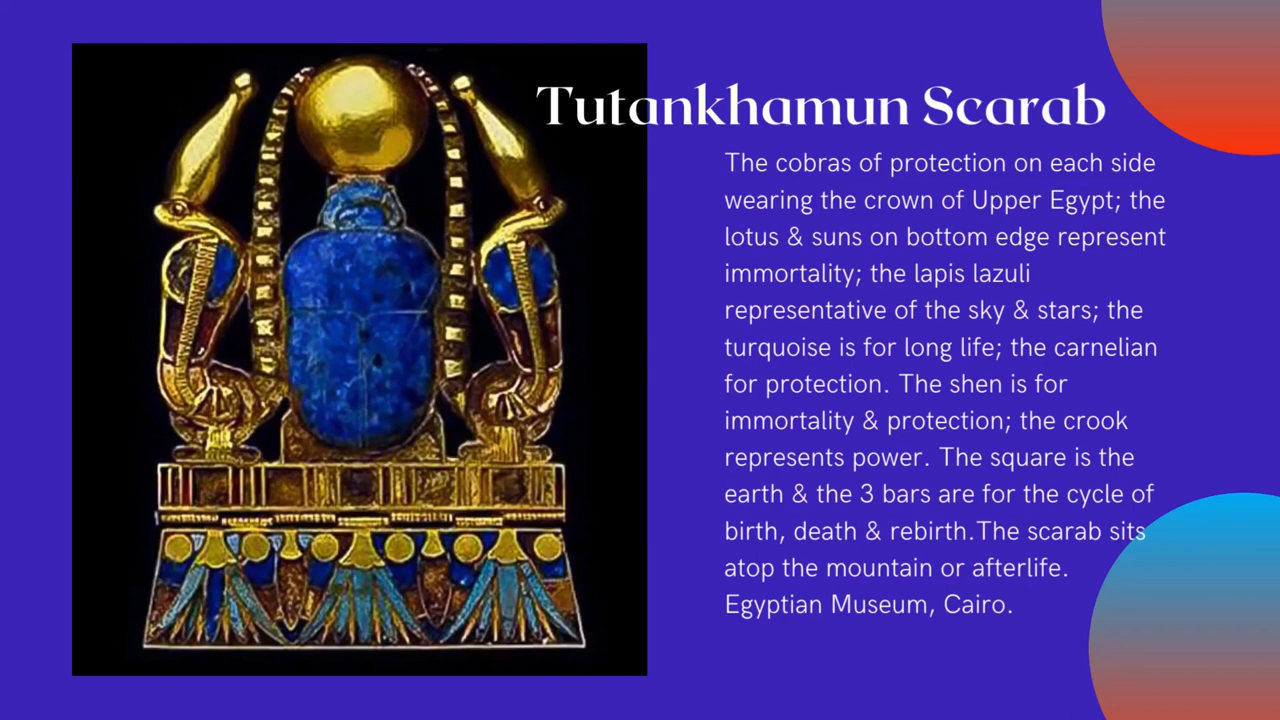 Tutankhamun Scarab
The cobras of protection on each side
wearing the crown of Upper Egypt; the
lotus & suns on bottom edge represent
immortality; the lapis lazuli
representative of the sky & stars; the
turquoise is for long life; the carnelian
for protection. The shen is for
immortality & protection; the crook
represents power. The square is the
earth & the 3 bars are for the cycle of
birth, death & rebirth.The scarab sits
atop the mountain or afterlife.
Egyptian Museum, Cairo.